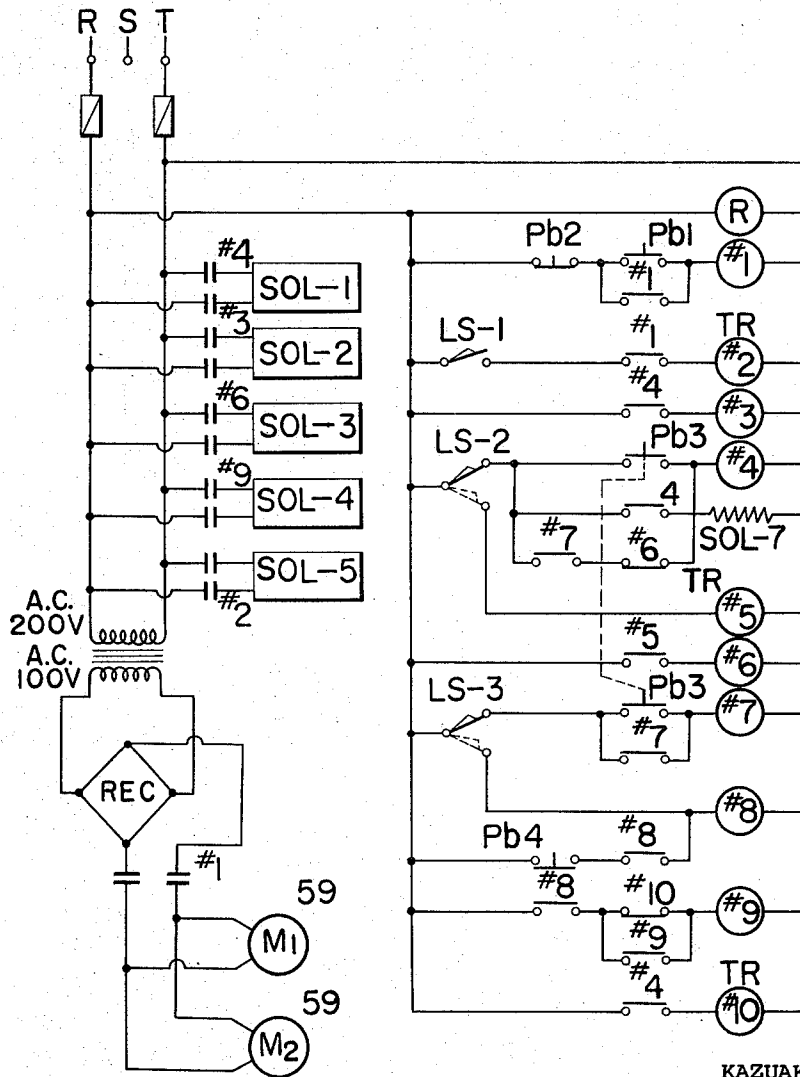 R S T
R
Pb2 Pb1
#1
#1
#4
SOL-1
#3
SOL-2
#6
SOL-3
#9
SOL-4
SOL-5
#2
LS-1
#1
TR
#2
#4
#3
LS-2
Pb3
#4
4
SOL-7
#7
#6
TR
#5
#5
#6
LS-3
Pb3
#7
#7
#8
Pb4
#8
#8
#10
#9
#9
#4
TR
#10
A.C.
200V
A.C.
100V
REC
#1
59
M1
59
M2
KAZUAK